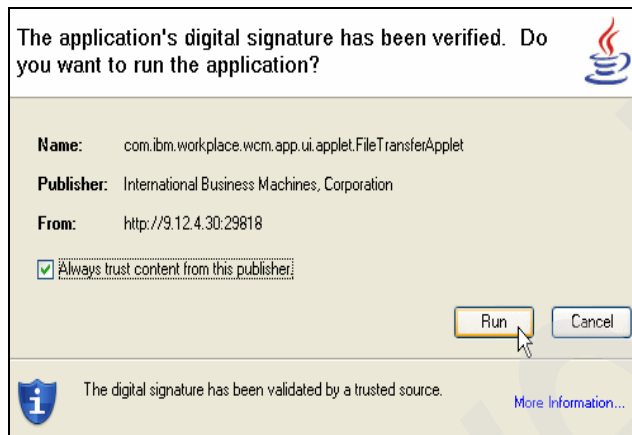 The application's digital signature has been verified. Do
you want to run the application?
Name: com.ibm.workplace.wcm.app.ui.applet.FileTransferApplet
Publisher: International Business Machines, Corporation
From: http://9.12.4.30:29818
Always trust content from this publisher.
Run Cancel
The digital signature has been validated by a trusted source.
More Information...